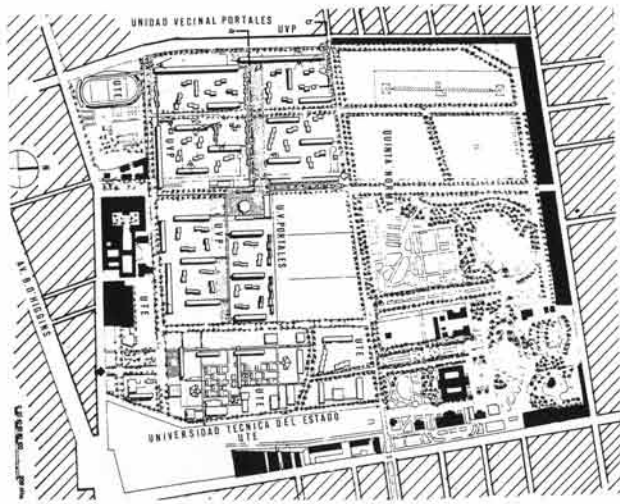 UNIDAD VECINAL PORTALES
UVP
UTE
UVP
QUINTA NORMAL
UVP
U.V. PORTALES
UTE
UTE
UTE
AV. B. O'HIGGINS
UNIVERSIDAD TECNICA DEL ESTADO
UTE